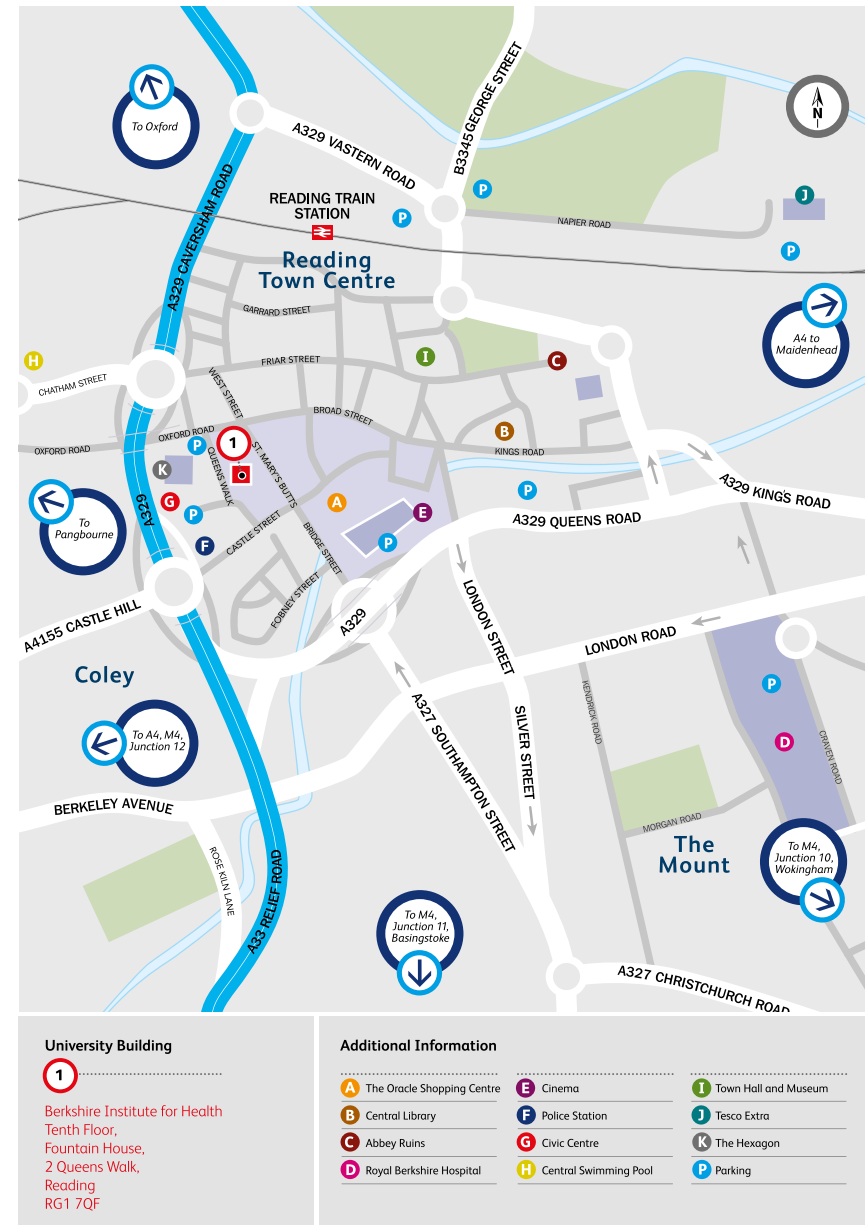 To Oxford
A329 VASTERN ROAD
B3345 GEORGE STREET
N
A329 CAVERSHAM ROAD
READING TRAIN
STATION
P
P
J
NAPIER ROAD
P
Reading
Town Centre
GARRARD STREET
A4 to
Maidenhead
H
CHATHAM STREET
FRIAR STREET
I
C
WEST STREET
BROAD STREET
OXFORD ROAD
OXFORD ROAD
P
1
B
KINGS ROAD
K
QUEENS WALK
ST. MARY'S BUTTS
A329 KING'S ROAD
To
Pangbourne
A329
G
P
A
E
P
A329 QUEENS ROAD
F
CASTLE STREET
BRIDGE STREET
P
A4155 CASTLE HILL
FOBNEY STREET
A329
LONDON STREET
LONDON ROAD
Coley
P
To A4, M4,
Junction 12
A327 SOUTHAMPTON STREET
SILVER STREET
KENDRICK ROAD
D
CRAVEN ROAD
BERKELEY AVENUE
MORGAN ROAD
The
Mount
To M4,
Junction 10,
Wokingham
ROSE KILN LANE
A33 RELIEF ROAD
To M4,
Junction 11,
Basingstoke
A327 CHRISTCHURCH ROAD
University Building
1
Berkshire Institute for Health
Tenth Floor,
Fountain House,
2 Queens Walk,
Reading
RG1 7QF
Additional Information
A The Oracle Shopping Centre
B Central Library
C Abbey Ruins
D Royal Berkshire Hospital
E Cinema
F Police Station
G Civic Centre
H Central Swimming Pool
I Town Hall and Museum
J Tesco Extra
K The Hexagon
P Parking